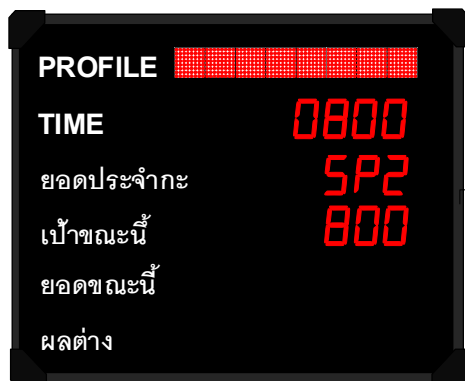 PROFILE
TIME 0800
ยอดประจำกะ SP2
เป้าขณะนี้ 800
ยอดขณะนี้
ผลต่าง